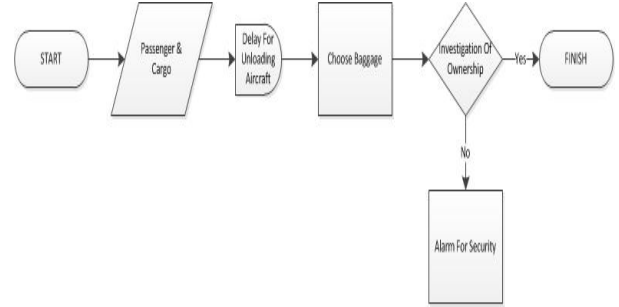 START
Passenger &
Cargo
Delay For
Unloading
Aircraft
Choose Baggage
Investigation Of
Ownership
Yes
FINISH
No
Alarm For Security